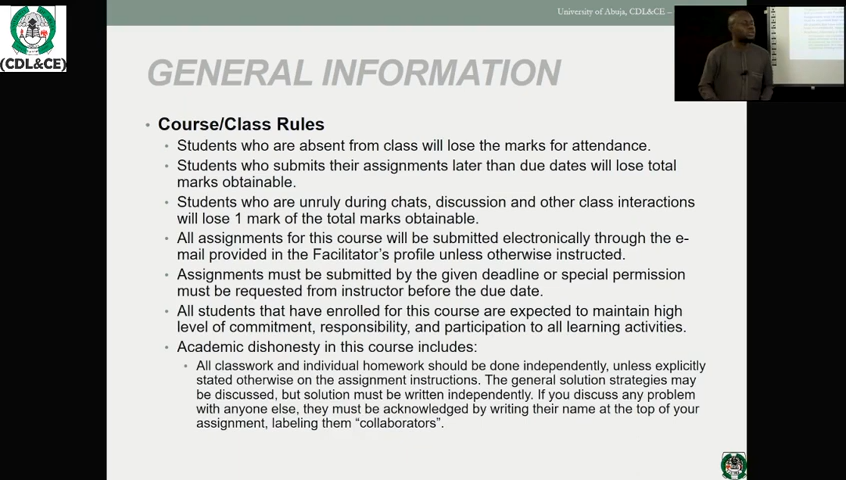 University of Abuja, CDL&CE –
(CDL&CE)
GENERAL INFORMATION
• Course/Class Rules
• Students who are absent from class will lose the marks for attendance.
• Students who submits their assignments later than due dates will lose total
marks obtainable.
• Students who are unruly during chats, discussion and other class interactions
will lose 1 mark of the total marks obtainable.
• All assignments for this course will be submitted electronically through the e-
mail provided in the Facilitator's profile unless otherwise instructed.
• Assignments must be submitted by the given deadline or special permission
must be requested from instructor before the due date.
• All students that have enrolled for this course are expected to maintain high
level of commitment, responsibility, and participation to all learning activities.
• Academic dishonesty in this course includes:
• All classwork and individual homework should be done independently, unless explicitly
stated otherwise on the assignment instructions. The general solution strategies may
be discussed, but solution must be written independently. If you discuss any problem
with anyone else, they must be acknowledged by writing their name at the top of your
assignment, labeling them “collaborators”.